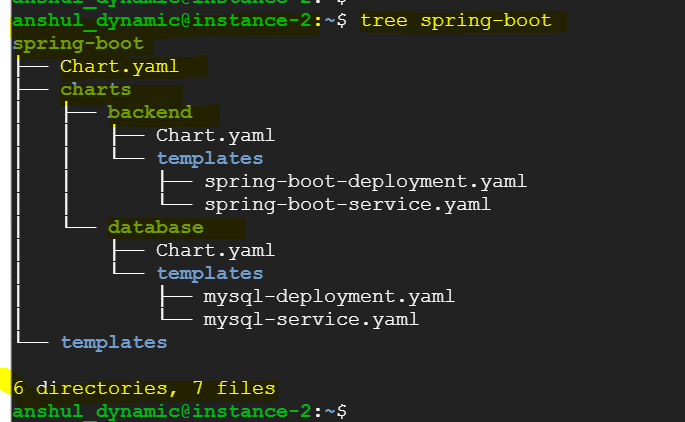 anshul_dynamic@instance-2:~$
anshul_dynamic@instance-2:~$ tree spring-boot
spring-boot
├── Chart.yaml
├── charts
│   ├── backend
│   │   ├── Chart.yaml
│   │   └── templates
│   │       ├── spring-boot-deployment.yaml
│   │       └── spring-boot-service.yaml
│   └── database
│       ├── Chart.yaml
│       └── templates
│           ├── mysql-deployment.yaml
│           └── mysql-service.yaml
└── templates
6 directories, 7 files
anshul_dynamic@instance-2:~$